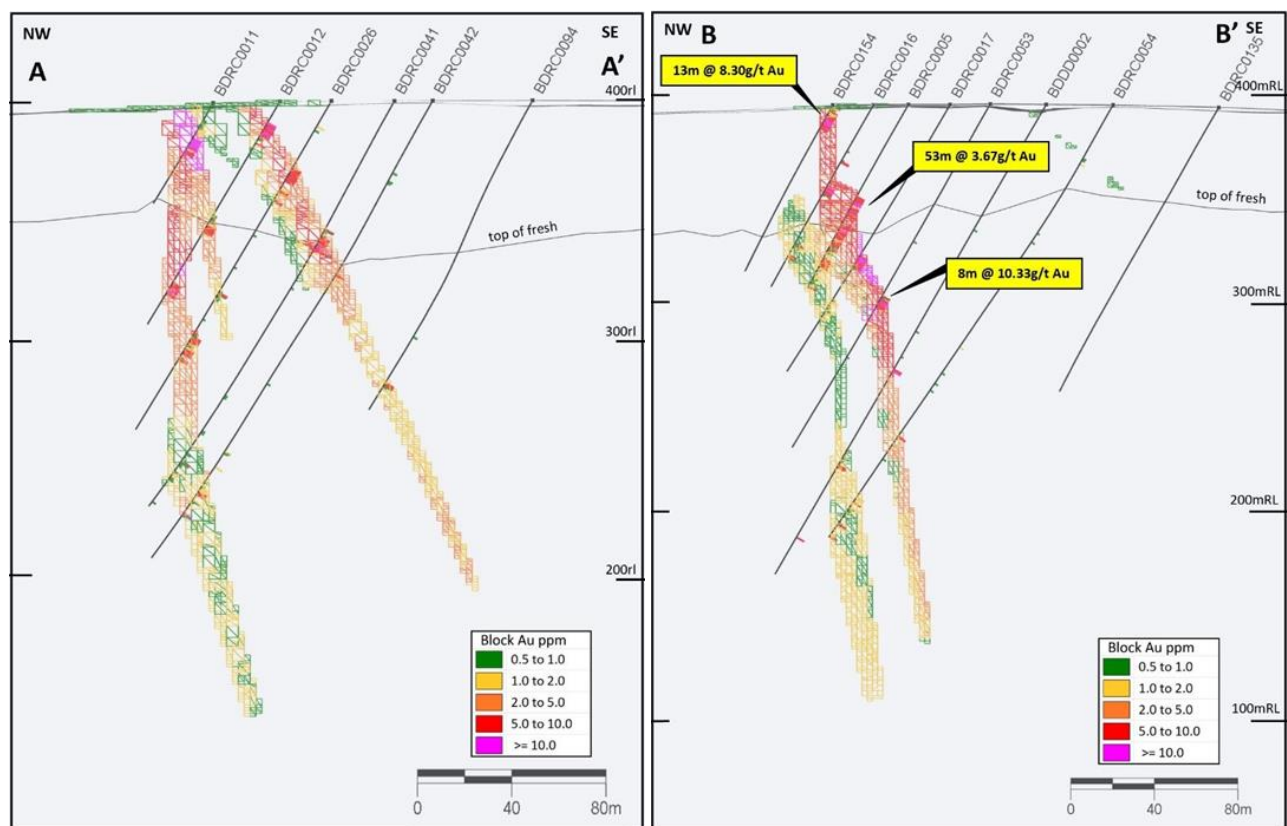 NW
SE
A
A'
BDRC0011
BDRC0012
BDRC0026
BDRC0041
BDRC0042
BDRC0094
400rl
top of fresh
300rl
200rl
Block Au ppm
0.5 to 1.0
1.0 to 2.0
2.0 to 5.0
5.0 to 10.0
>= 10.0
0
40
80m
NW
B
B'
SE
BDRC0154
BDRC0016
BDRC0005
BDRC0017
BDRC0053
BDDD0002
BDRC0054
BDRC0135
13m @ 8.30g/t Au
400mRL
53m @ 3.67g/t Au
top of fresh
8m @ 10.33g/t Au
300mRL
200mRL
100mRL
Block Au ppm
0.5 to 1.0
1.0 to 2.0
2.0 to 5.0
5.0 to 10.0
>= 10.0
0
40
80m